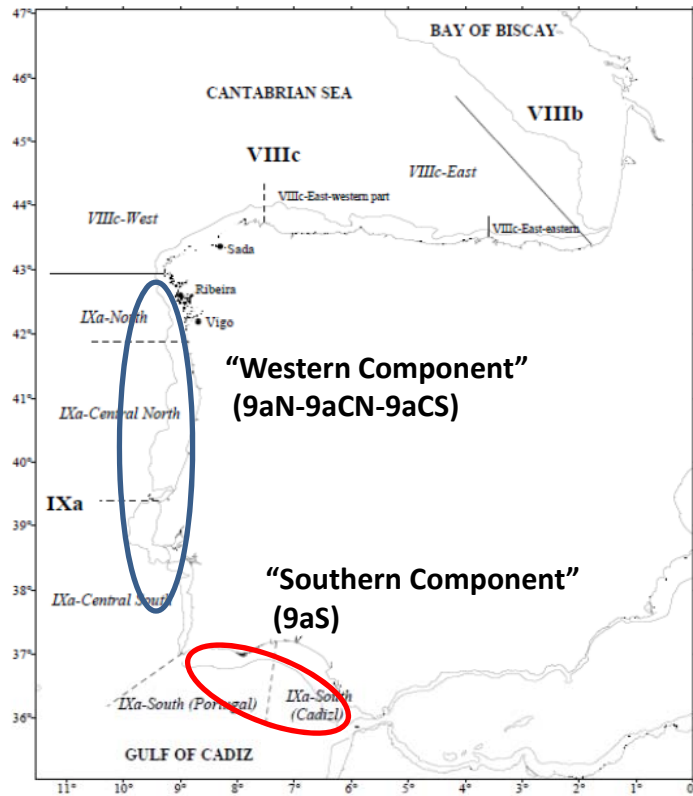 47°
BAY OF BISCAY
46°
CANTABRIAN SEA
VIIIb
45°
VIIIc
VIIIc-East
VIIIc-East-western part
44°
VIIIc-West
VIIIc-East-eastern
Sada
43°
Ribeira
IXa-North
Vigo
42°
“Western Component”
(9aN-9aCN-9aCS)
41°
IXa-Central North
40°
IXa
39°
“Southern Component”
38°
IXa-Central South
(9aS)
37°
IXa-South (Portugal)
IXa-South
(Cadizl)
36°
GULF OF CADIZ
11° 10° 9° 8° 7° 6° 5° 4° 3° 2° 1° 0